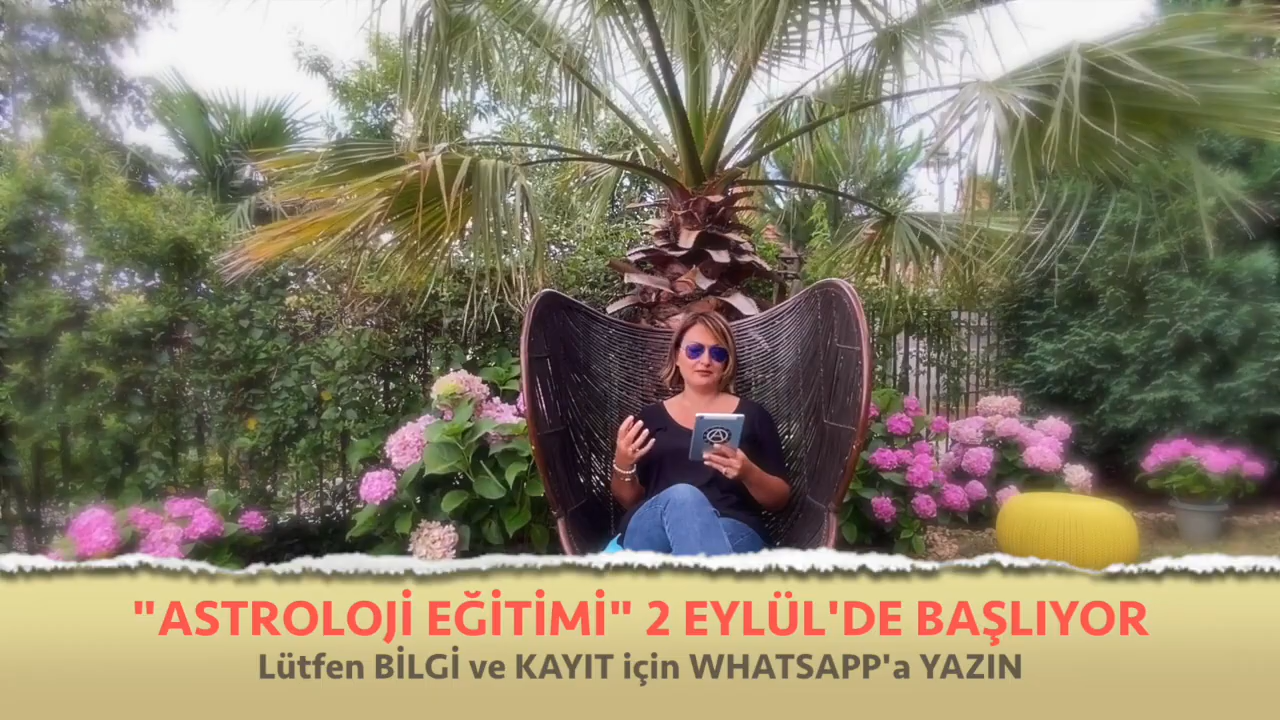 "ASTROLOJİ EĞİTİMİ" 2 EYLÜL'DE BAŞLIYOR
Lütfen BİLGİ ve KAYIT için WHATSAPP'a YAZIN